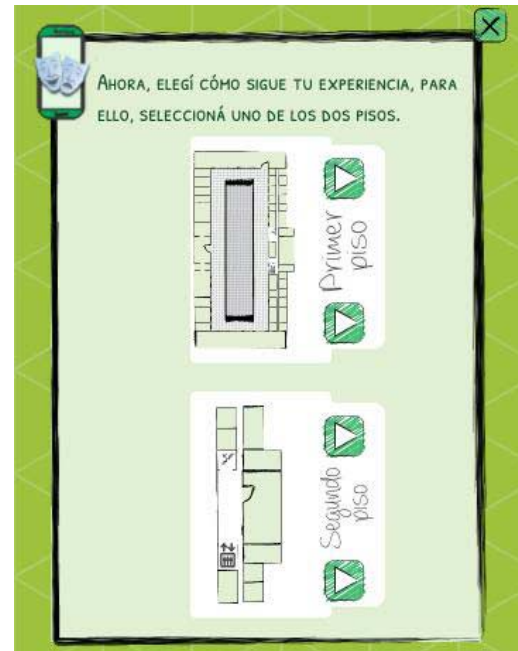 AHORA, ELEGÍ CÓMO SIGUE TU EXPERIENCIA, PARA
ELLO, SELECCIONÁ UNO DE LOS DOS PISOS.
Primer
piso
Segundo
piso